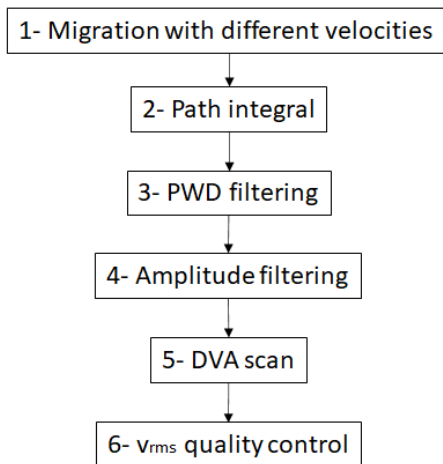 1- Migration with different velocities
2- Path integral
3- PWD filtering
4- Amplitude filtering
5- DVA scan
6- vrms quality control